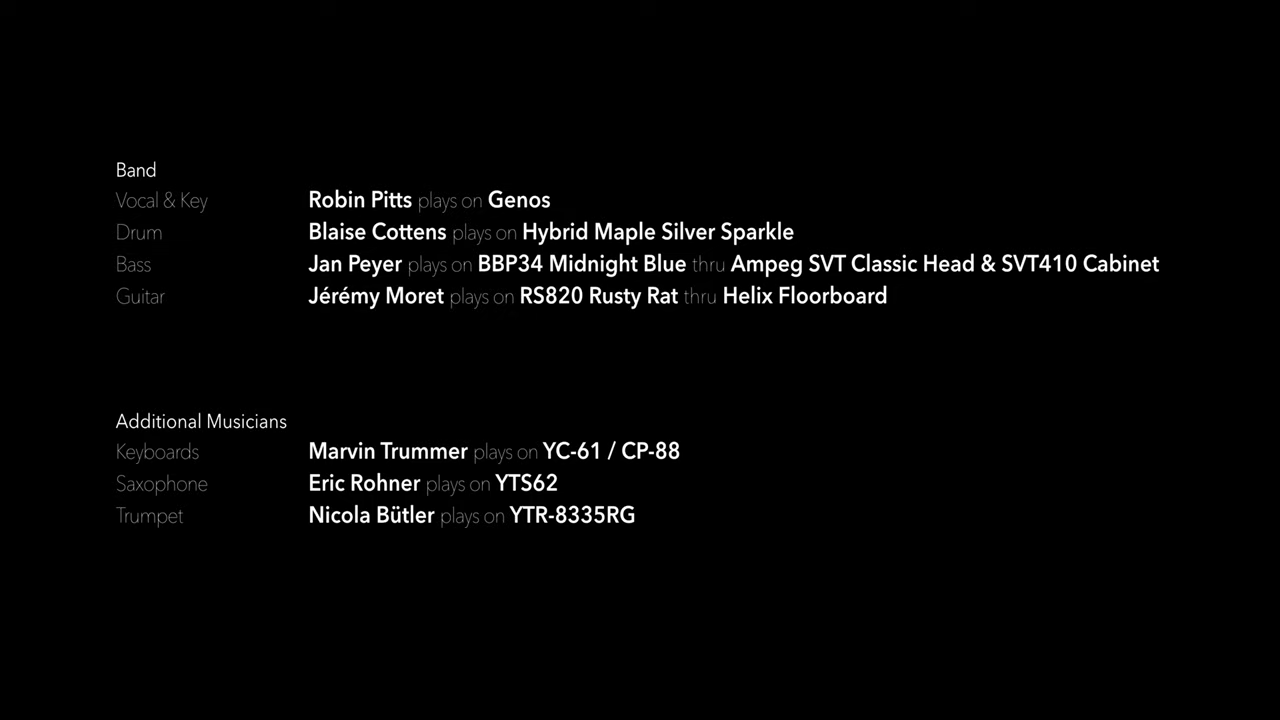 Band
Vocal & Key Robin Pitts plays on Genos
Drum Blaise Cottens plays on Hybrid Maple Silver Sparkle
Bass Jan Peyer plays on BBP34 Midnight Blue thru Ampeg SVT Classic Head & SVT410 Cabinet
Guitar Jérémy Moret plays on RS820 Rusty Rat thru Helix Floorboard
Additional Musicians
Keyboards Marvin Trummer plays on YC-61 / CP-88
Saxophone Eric Rohner plays on YTS62
Trumpet Nicola Bütler plays on YTR-8335RG